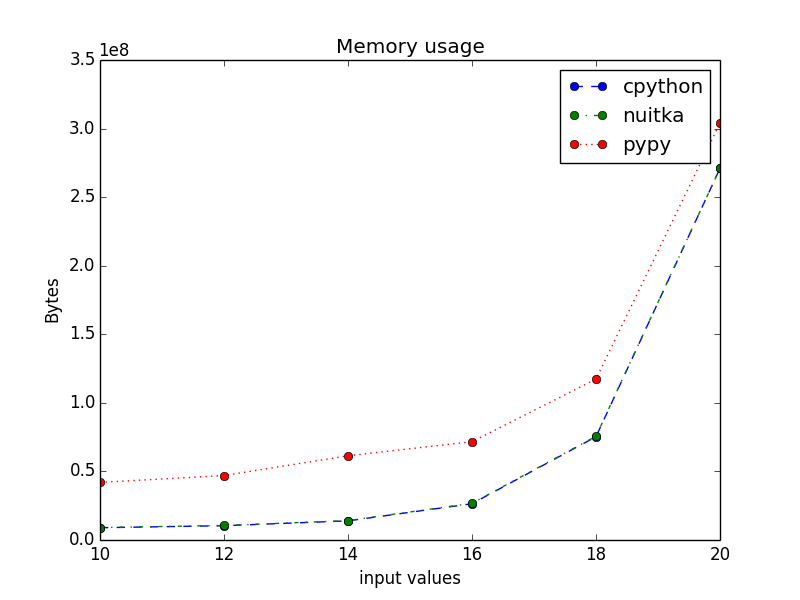 Memory usage
1e8
3.5
3.0
2.5
2.0
1.5
1.0
0.5
0.0
Bytes
cpython
nuitka
pypy
10 12 14 16 18 20
input values